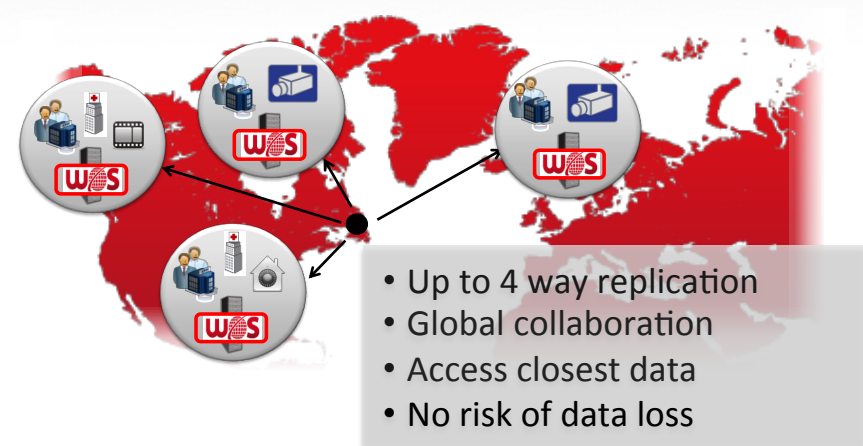 WOS
WOS
WOS
WOS
• Up to 4 way replication
• Global collaboration
• Access closest data
• No risk of data loss